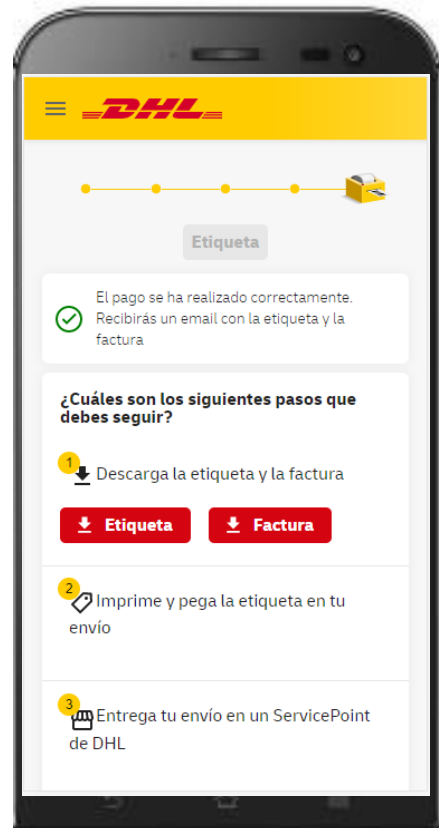 DHL
Etiqueta
El pago se ha realizado correctamente.
Recibirás un email con la etiqueta y la
factura
¿Cuáles son los siguientes pasos que
debes seguir?
1
Descarga la etiqueta y la factura
Etiqueta
Factura
2
Imprime y pega la etiqueta en tu
envío
3
Entrega tu envío en un ServicePoint
de DHL